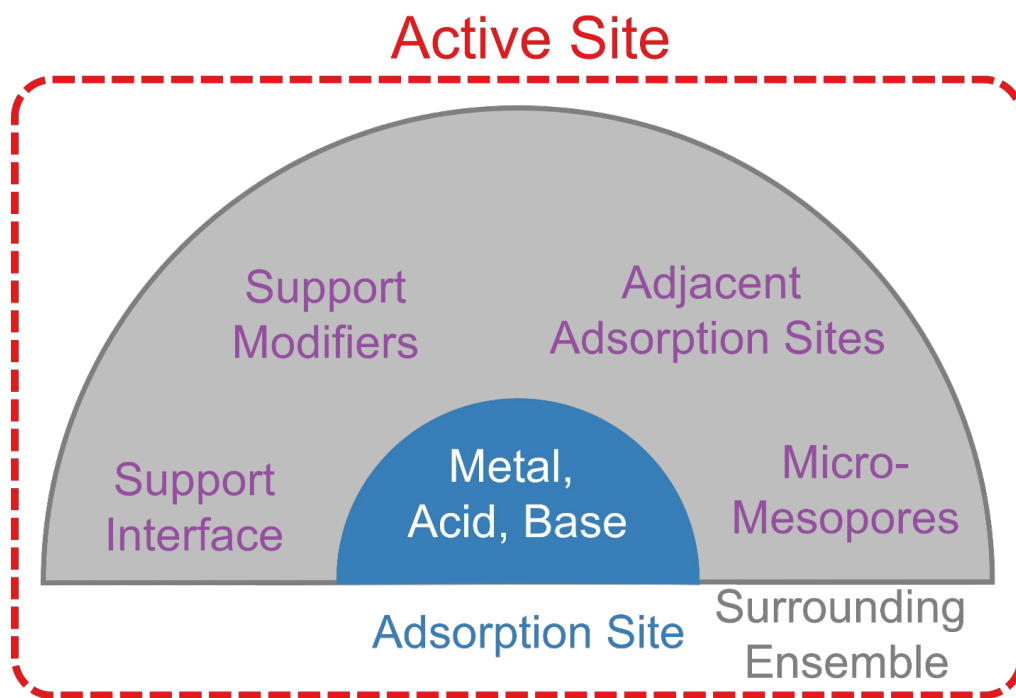 Active Site
Support
Modifiers
Adjacent
Adsorption Sites
Support
Interface
Metal,
Acid, Base
Micro-
Mesopores
Adsorption Site
Surrounding
Ensemble